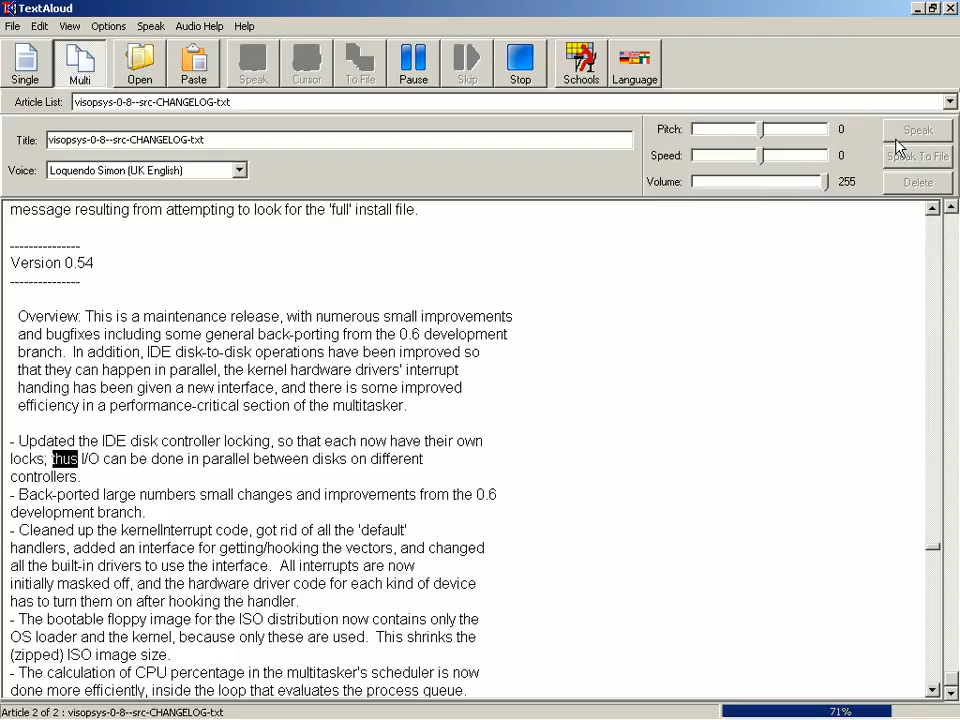 TextAloud
File Edit View Options Speak Audio Help Help
Single Multi Open Paste Speak Cursor To File Pause Skip Stop Schools Language
Article List: visopsys-0-8--src-CHANGELOG-txt
Title: visopsys-0-8--src-CHANGELOG-txt
Voice: Loquendo Simon (UK English)
Pitch: 0 Speak
Speed: 0 Speak To File
Volume: 255 Delete
message resulting from attempting to look for the 'full' install file.
---------------
Version 0.54
---------------
Overview: This is a maintenance release, with numerous small improvements
and bugfixes including some general back-porting from the 0.6 development
branch. In addition, IDE disk-to-disk operations have been improved so
that they can happen in parallel, the kernel hardware drivers' interrupt
handing has been given a new interface, and there is some improved
efficiency in a performance-critical section of the multitasker.
- Updated the IDE disk controller locking, so that each now have their own
locks; thus I/O can be done in parallel between disks on different
controllers.
- Back-ported large numbers small changes and improvements from the 0.6
development branch.
- Cleaned up the kernelInterrupt code, got rid of all the 'default'
handlers, added an interface for getting/hooking the vectors, and changed
all the built-in drivers to use the interface. All interrupts are now
initially masked off, and the hardware driver code for each kind of device
has to turn them on after hooking the handler.
- The bootable floppy image for the ISO distribution now contains only the
OS loader and the kernel, because only these are used. This shrinks the
(zipped) ISO image size.
- The calculation of CPU percentage in the multitasker's scheduler is now
done more efficiently, inside the loop that evaluates the process queue.
Article 2 of 2 : visopsys-0-8--src-CHANGELOG-txt 71%